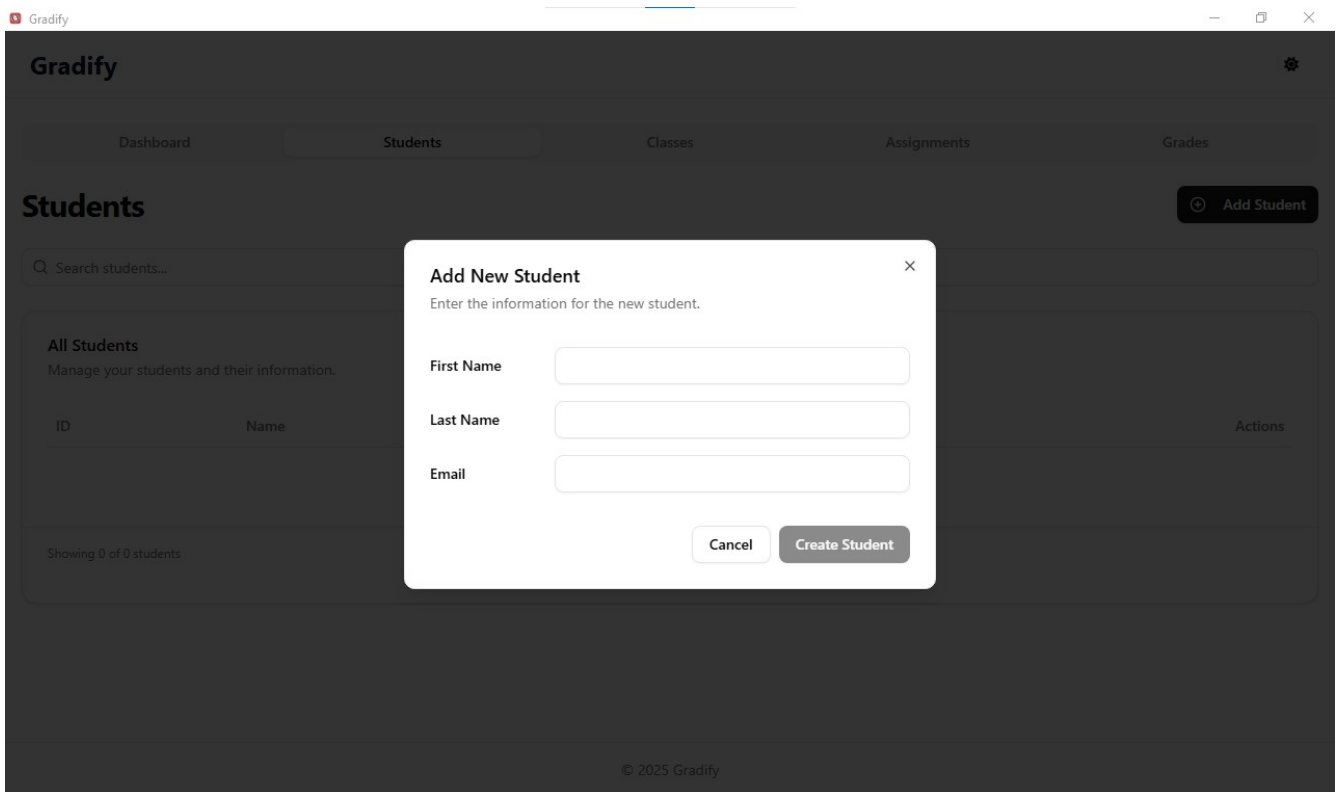 Gradify
Gradify
Dashboard Students Classes Assignments Grades
Students
Add Student
Search students...
All Students
Manage your students and their information.
ID Name Actions
Showing 0 of 0 students
Add New Student
Enter the information for the new student.
First Name
Last Name
Email
Cancel Create Student
© 2025 Gradify